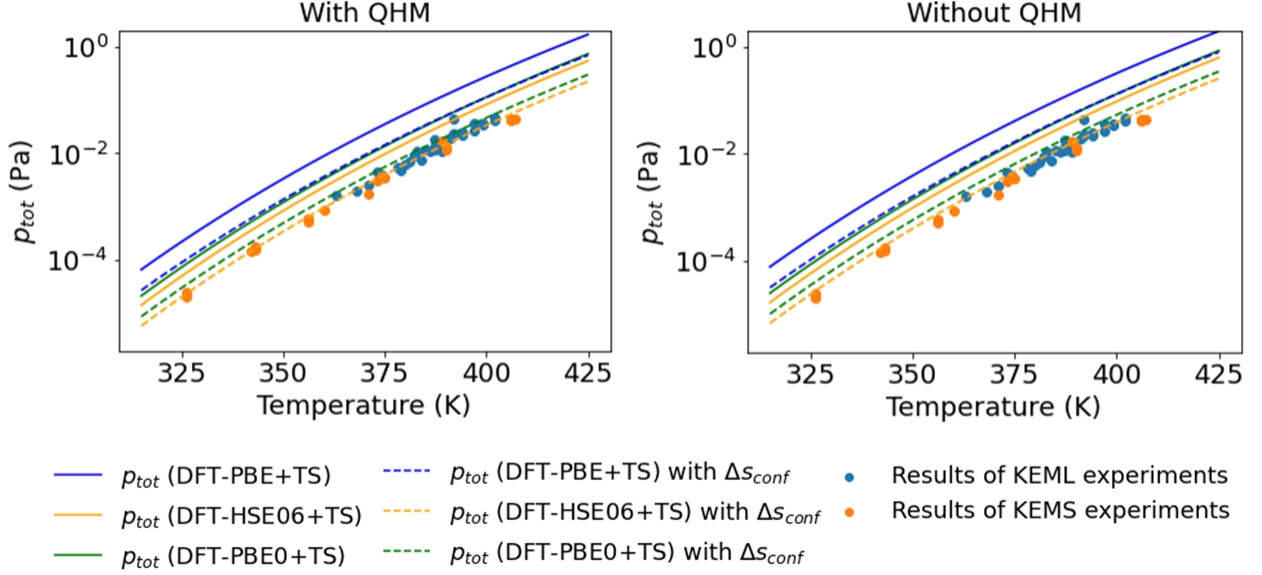 With QHM
Without QHM
10⁰
10⁻²
10⁻⁴
p_tot (Pa)
325 350 375 400 425
Temperature (K)
10⁰
10⁻²
10⁻⁴
p_tot (Pa)
325 350 375 400 425
Temperature (K)
p_tot (DFT-PBE+TS)
p_tot (DFT-HSE06+TS)
p_tot (DFT-PBE0+TS)
p_tot (DFT-PBE+TS) with Δs_conf
p_tot (DFT-HSE06+TS) with Δs_conf
p_tot (DFT-PBE0+TS) with Δs_conf
Results of KEML experiments
Results of KEMS experiments